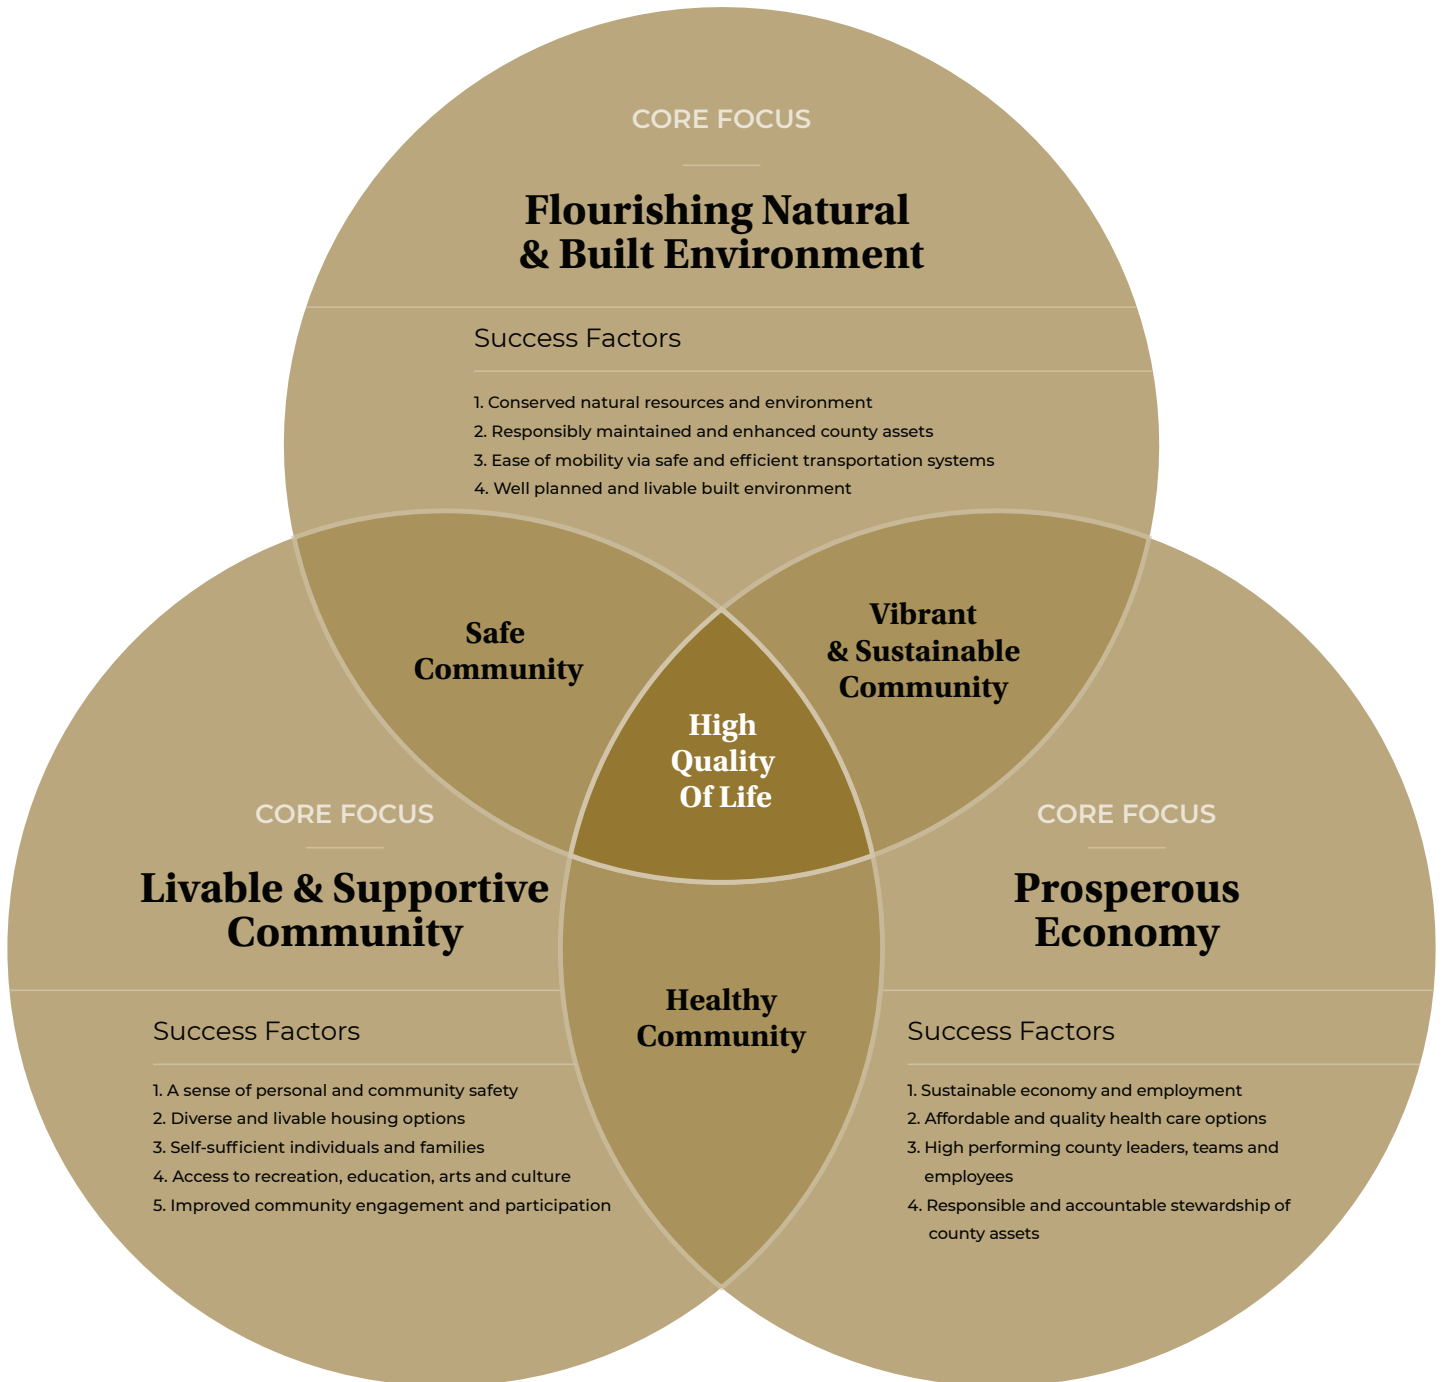 CORE FOCUS
Flourishing Natural
& Built Environment
Success Factors
1. Conserved natural resources and environment
2. Responsibly maintained and enhanced county assets
3. Ease of mobility via safe and efficient transportation systems
4. Well planned and livable built environment
Safe
Community
Vibrant
& Sustainable
Community
High
Quality
Of Life
CORE FOCUS
Livable & Supportive
Community
Success Factors
1. A sense of personal and community safety
2. Diverse and livable housing options
3. Self-sufficient individuals and families
4. Access to recreation, education, arts and culture
5. Improved community engagement and participation
Healthy
Community
CORE FOCUS
Prosperous
Economy
Success Factors
1. Sustainable economy and employment
2. Affordable and quality health care options
3. High performing county leaders, teams and
employees
4. Responsible and accountable stewardship of
county assets